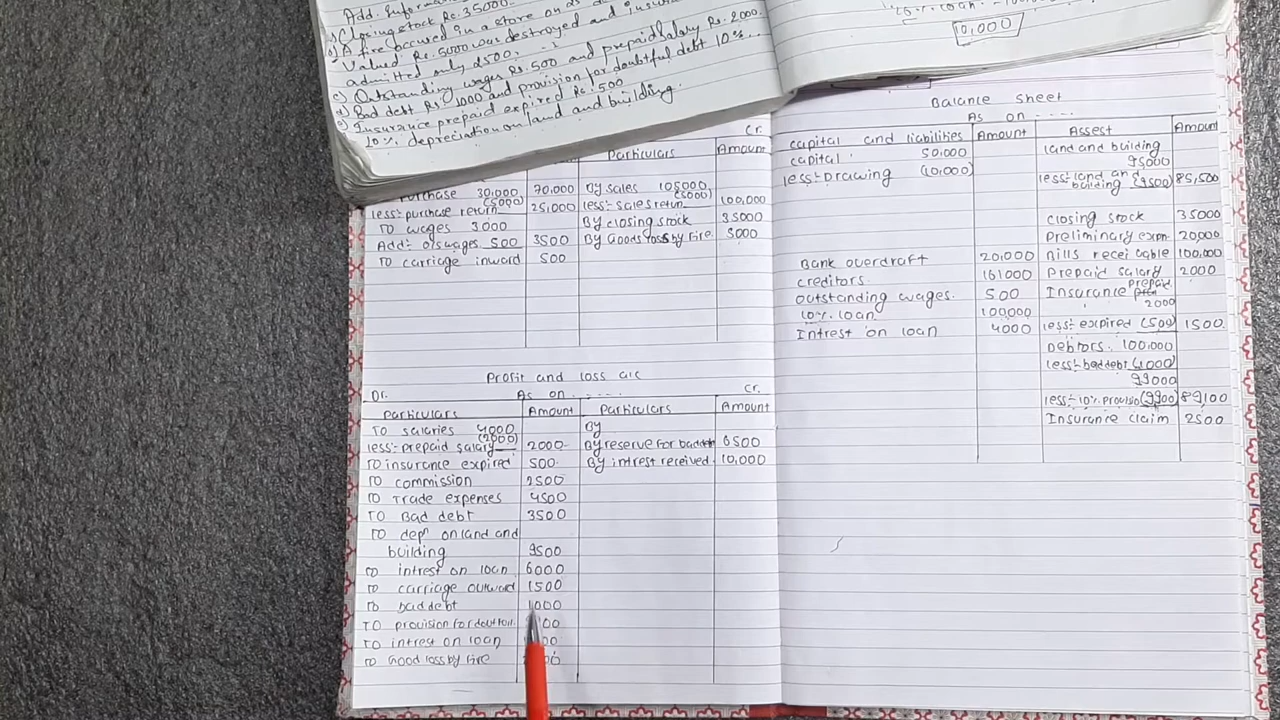 Add. Informa
a) Closing stock Rs. 35000.
b) A fire occured in a store on 25
Valued Rs. 5000 was destroyed and insura
admitted only 2500.
c) Outstanding wages Rs. 500 and prepaid salary Rs. 2000.
d) Bad debt Rs. 1000 and provision for doubtful debt 10%.
e) Insurance prepaid expired Rs. 500
10% depreciation on land and building.
10,000
Cr.
Particulars Amount
Purchase 30,000 70,000 By sales 105000
(5000) (5000)
less:- purchase return 25,000 less:- sales return 100,000
To wages 3000 By closing stock 35000
Add:- o/s wages 500 3500 By Goods loss by Fire 5000
To carriage inward 500
Profit and loss a/c
Dr. As on ..... Cr.
Particulars Amount Particulars Amount
To salaries 4000 By
(2000)
less:- prepaid salary 2000 By reserve for baddebt 6500
To insurance expired 500 By intrest received 10,000
To commission 2500
To Trade expenses 4500
To Bad debt 3500
To depn on land and
building 9500
To intrest on loan 6000
To carriage outward 1500
To bad debt 1000
To provision for doutfull
To intrest on loan
To Good loss by fire
Balance sheet
As on .....
capital and liabilities Amount Assest Amount
capital 50,000 land and building
95000
less:- drawing (10,000) less:- land and
building (9500) 85,500
closing stock 35000
Preliminary expn 20,000
Bank overdraft 20,000 Bills receivable 100,000
creditors. 161000 Prepaid salary 2000
outstanding wages. 500 Insurance prepaid
2000
10% loan 100000
Intrest on loan 4000 less:- expired (500) 1500.
Debtors. 100,000
less:- bad debt (1000)
99000
less:- 10% provision (9900) 89,100
Insurance claim 2500